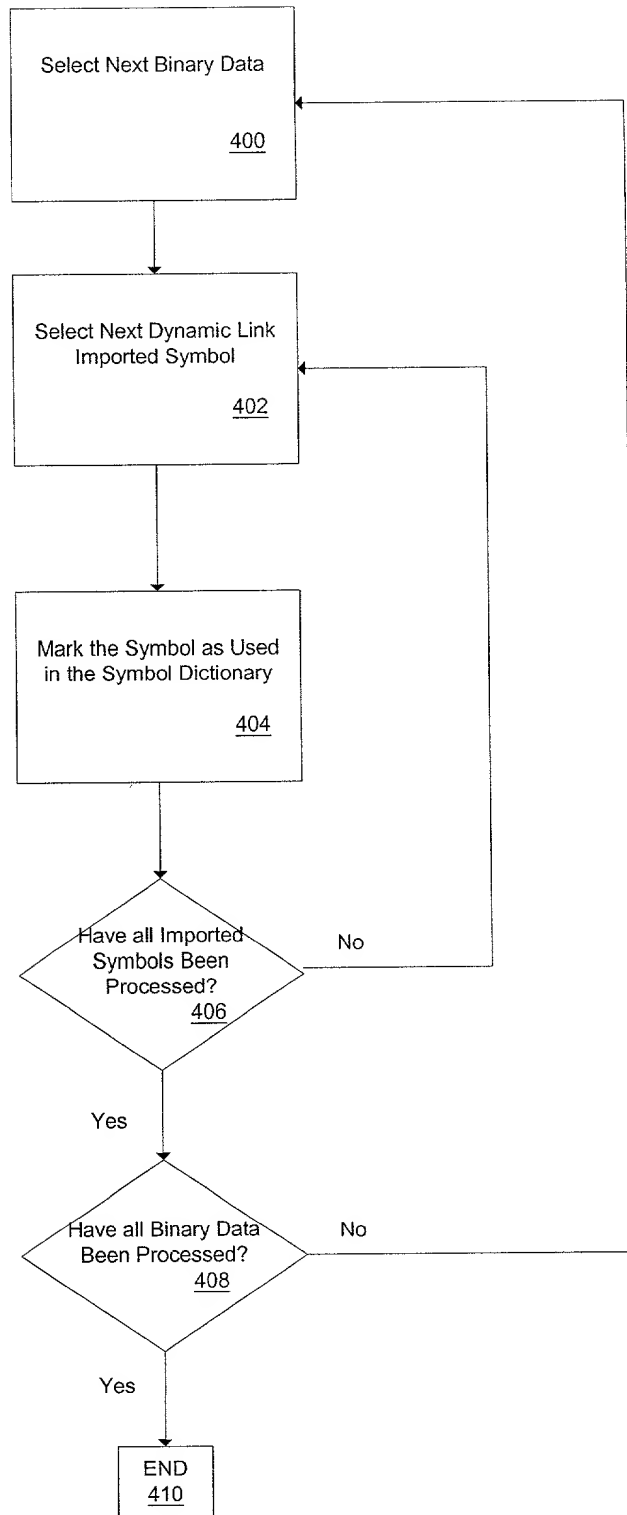 Select Next Binary Data
400
Select Next Dynamic Link
Imported Symbol
402
Mark the Symbol as Used
in the Symbol Dictionary
404
Have all Imported
Symbols Been
Processed?
406
No
Yes
Have all Binary Data
Been Processed?
408
No
Yes
END
410